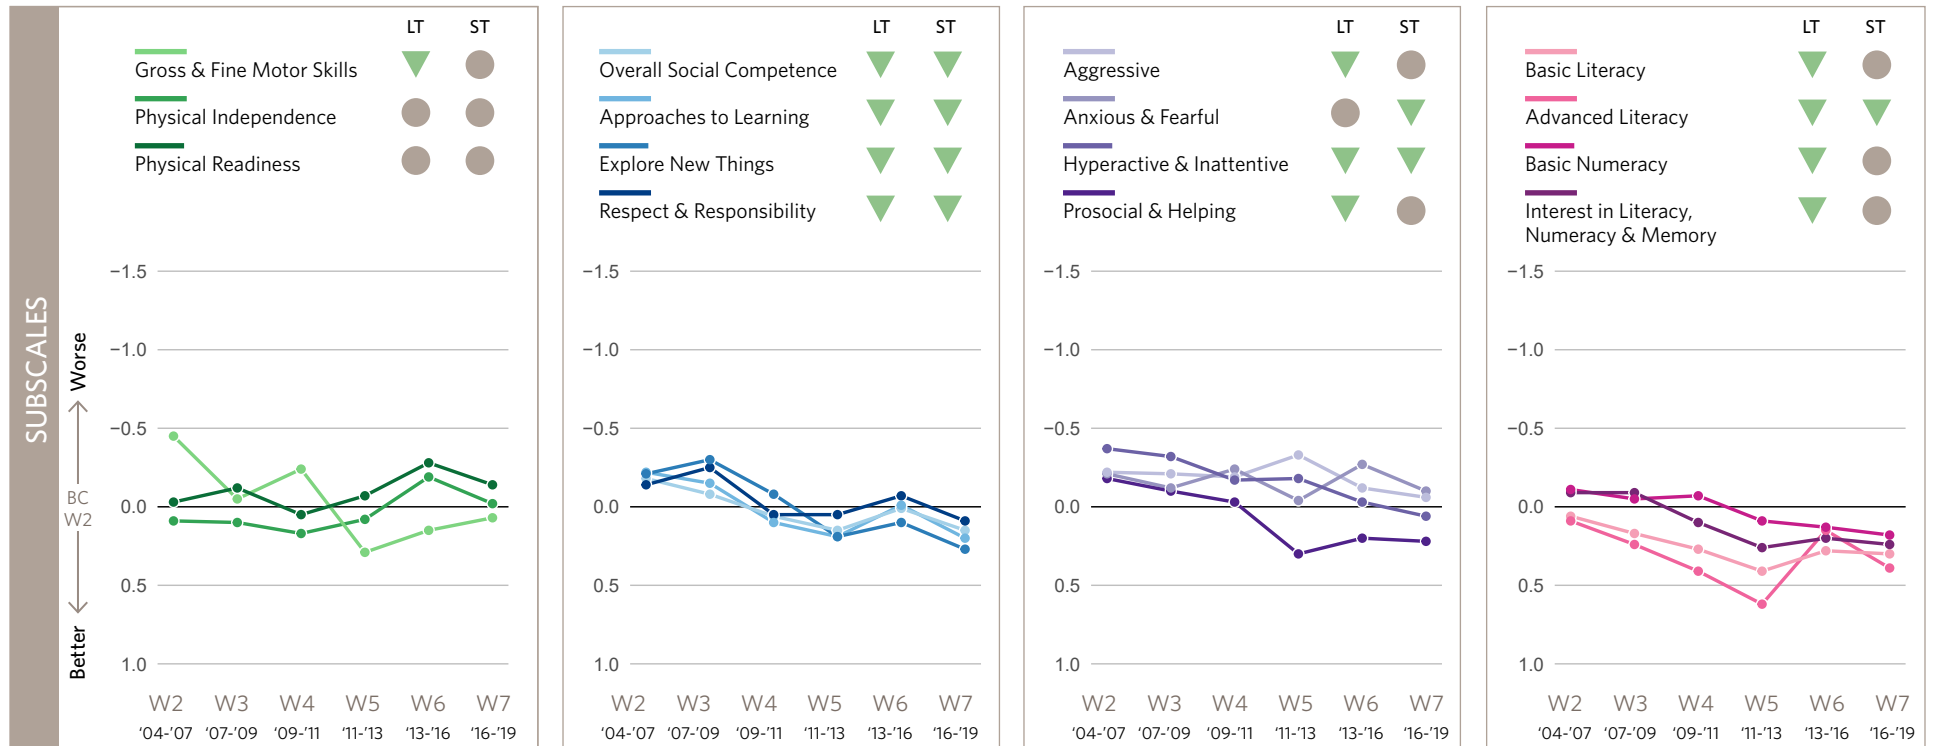 SUBSCALES
Worse
BC
W2
Better
LT ST
Gross & Fine Motor Skills
Physical Independence
Physical Readiness
−1.5
−1.0
−0.5
0.0
0.5
1.0
W2 W3 W4 W5 W6 W7
‘04-’07 ‘07-’09 ‘09-’11 ‘11-’13 ‘13-’16 ‘16-’19
LT ST
Overall Social Competence
Approaches to Learning
Explore New Things
Respect & Responsibility
−1.5
−1.0
−0.5
0.0
0.5
1.0
W2 W3 W4 W5 W6 W7
‘04-’07 ‘07-’09 ‘09-’11 ‘11-’13 ‘13-’16 ‘16-’19
LT ST
Aggressive
Anxious & Fearful
Hyperactive & Inattentive
Prosocial & Helping
−1.5
−1.0
−0.5
0.0
0.5
1.0
W2 W3 W4 W5 W6 W7
‘04-’07 ‘07-’09 ‘09-’11 ‘11-’13 ‘13-’16 ‘16-’19
LT ST
Basic Literacy
Advanced Literacy
Basic Numeracy
Interest in Literacy,
Numeracy & Memory
−1.5
−1.0
−0.5
0.0
0.5
1.0
W2 W3 W4 W5 W6 W7
‘04-’07 ‘07-’09 ‘09-’11 ‘11-’13 ‘13-’16 ‘16-’19